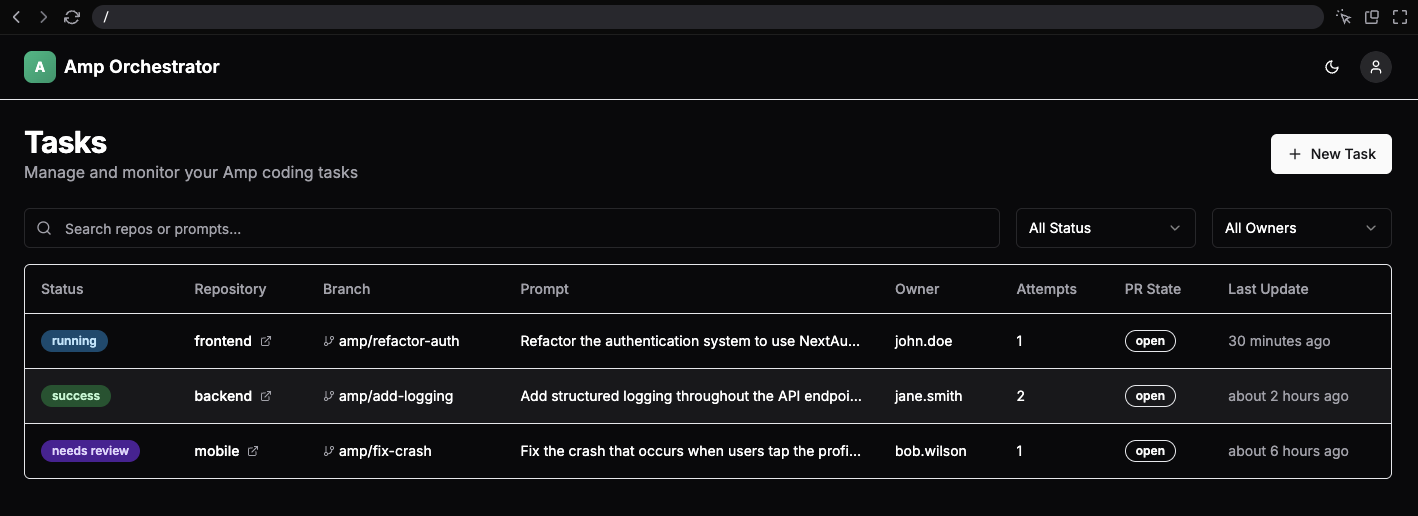 /
A Amp Orchestrator
Tasks
Manage and monitor your Amp coding tasks
New Task
Search repos or prompts...
All Status
All Owners
Status Repository Branch Prompt Owner Attempts PR State Last Update
running frontend amp/refactor-auth Refactor the authentication system to use NextAu... john.doe 1 open 30 minutes ago
success backend amp/add-logging Add structured logging throughout the API endpoi... jane.smith 2 open about 2 hours ago
needs review mobile amp/fix-crash Fix the crash that occurs when users tap the profi... bob.wilson 1 open about 6 hours ago